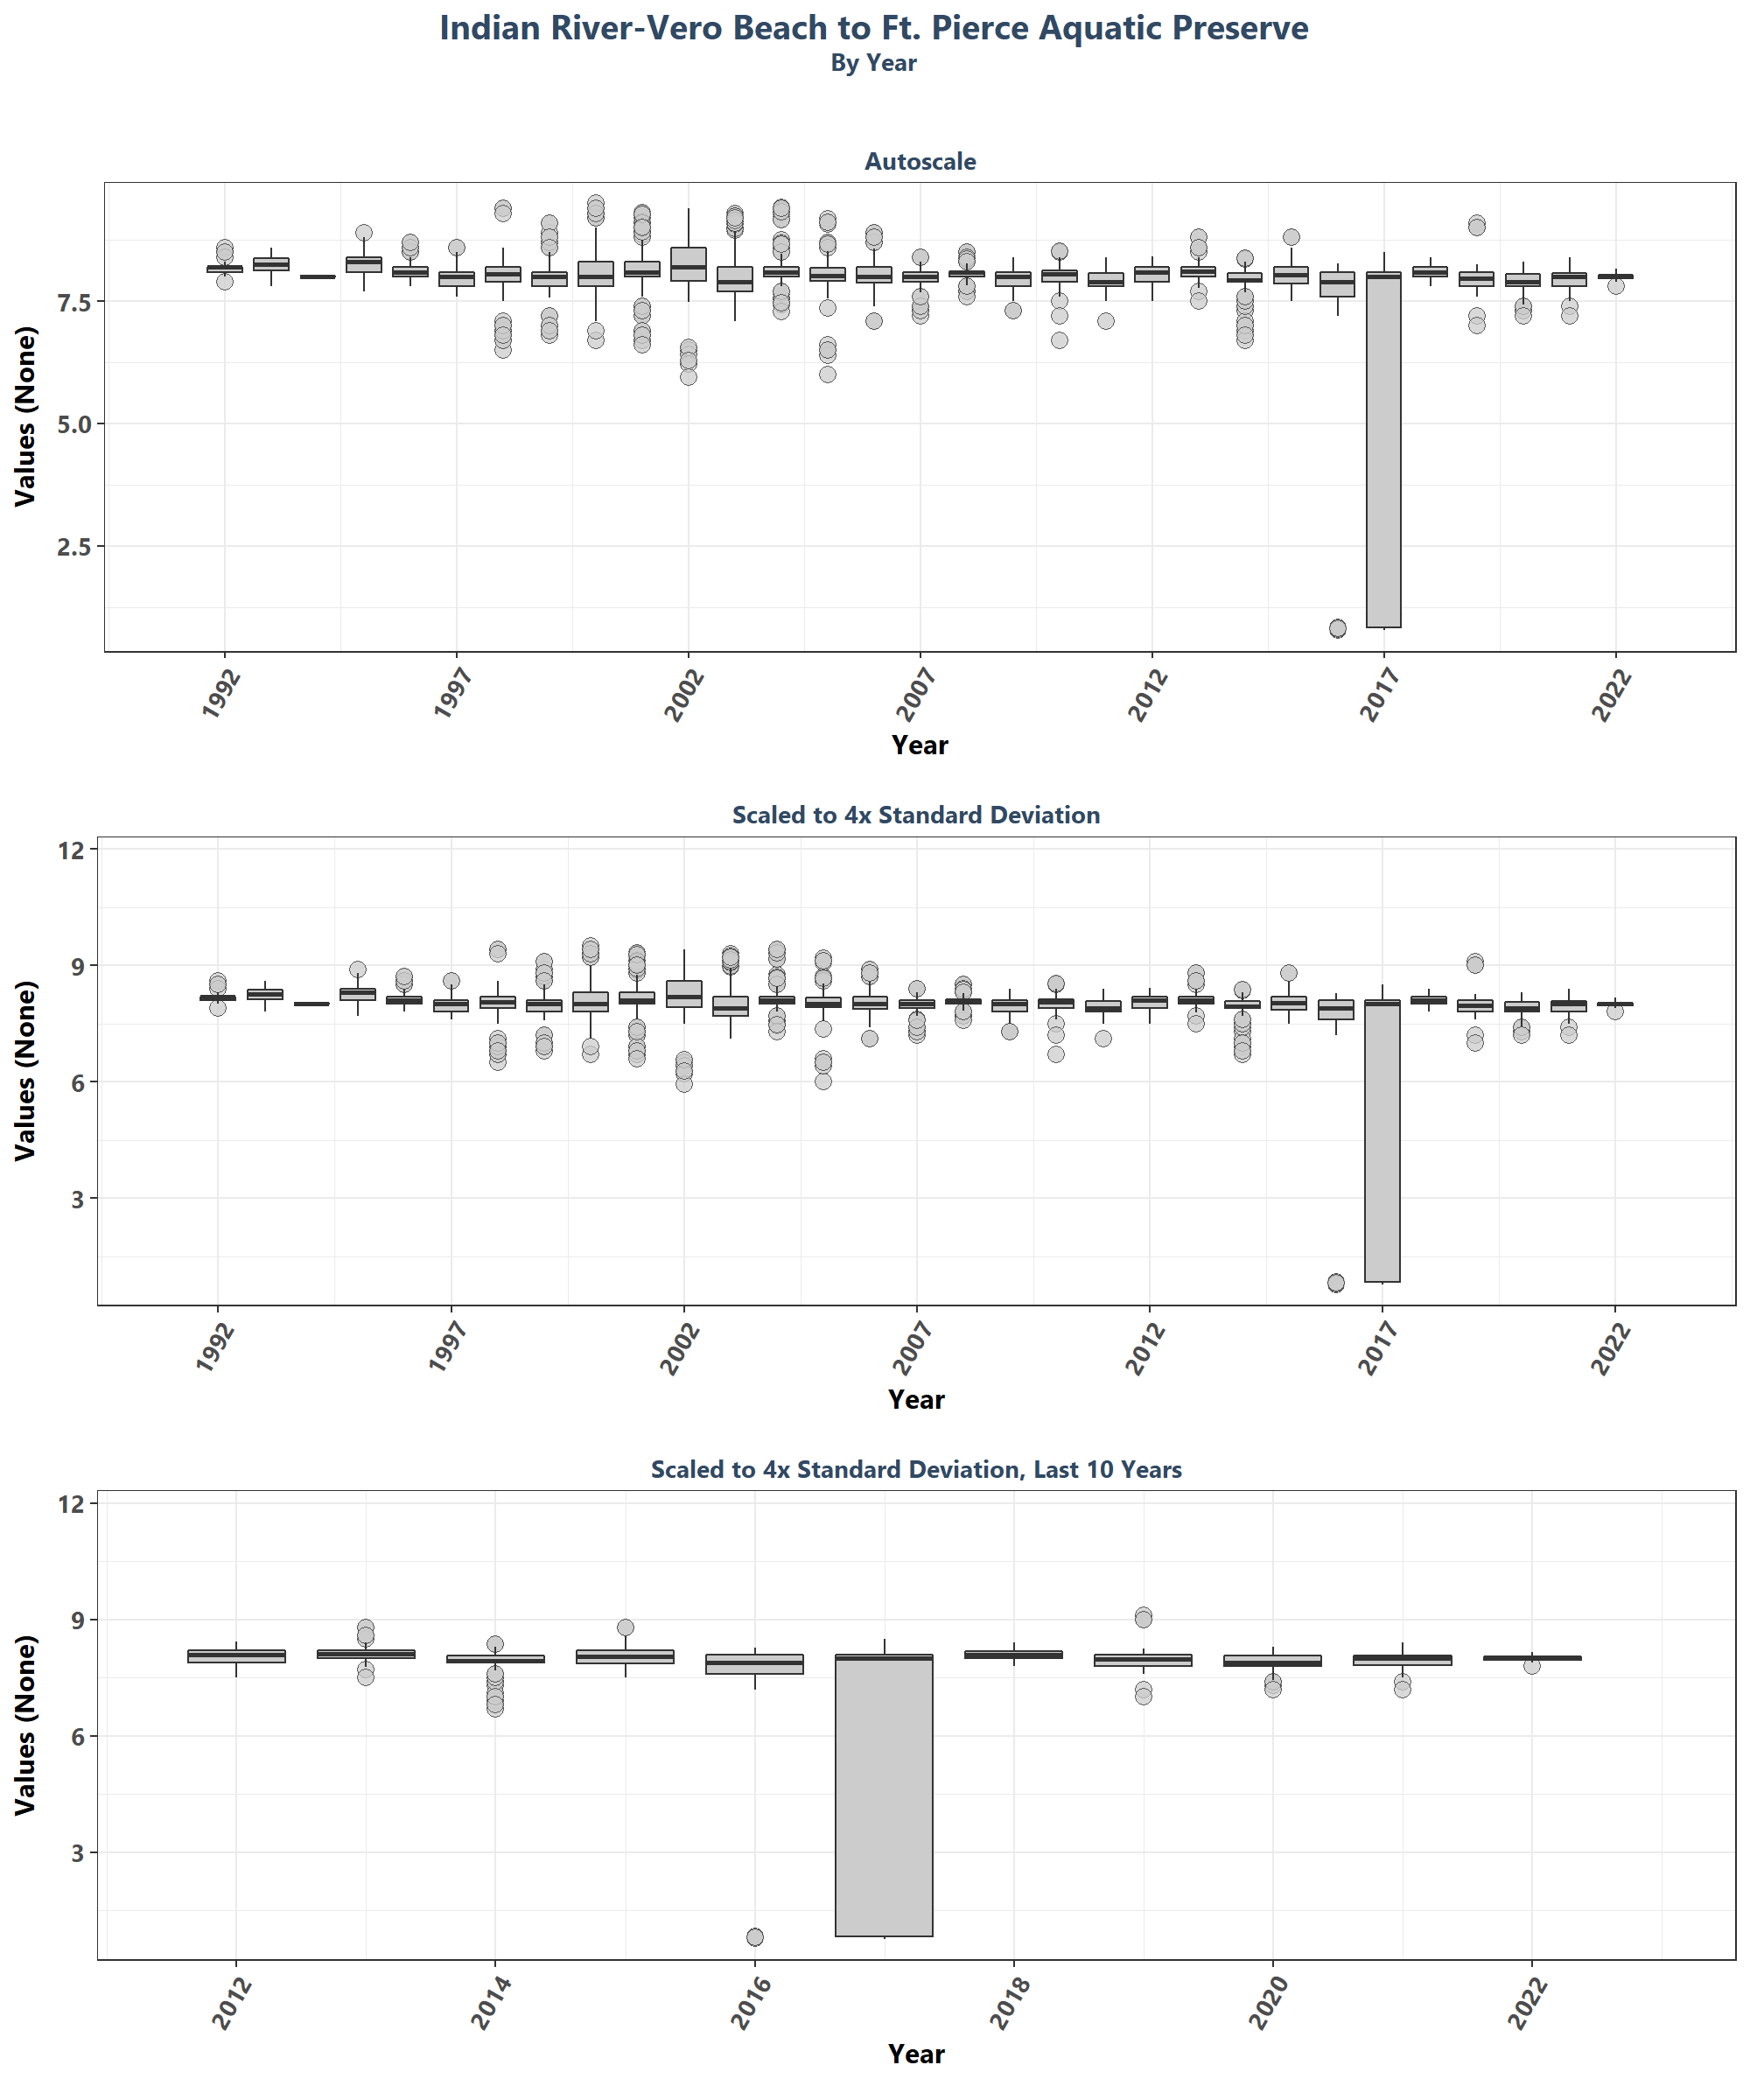 Indian River-Vero Beach to Ft. Pierce Aquatic Preserve
By Year
Autoscale
Values (None)
7.5
5.0
2.5
1992 1997 2002 2007 2012 2017 2022
Year
Scaled to 4x Standard Deviation
Values (None)
12
9
6
3
1992 1997 2002 2007 2012 2017 2022
Year
Scaled to 4x Standard Deviation, Last 10 Years
Values (None)
12
9
6
3
2012 2014 2016 2018 2020 2022
Year